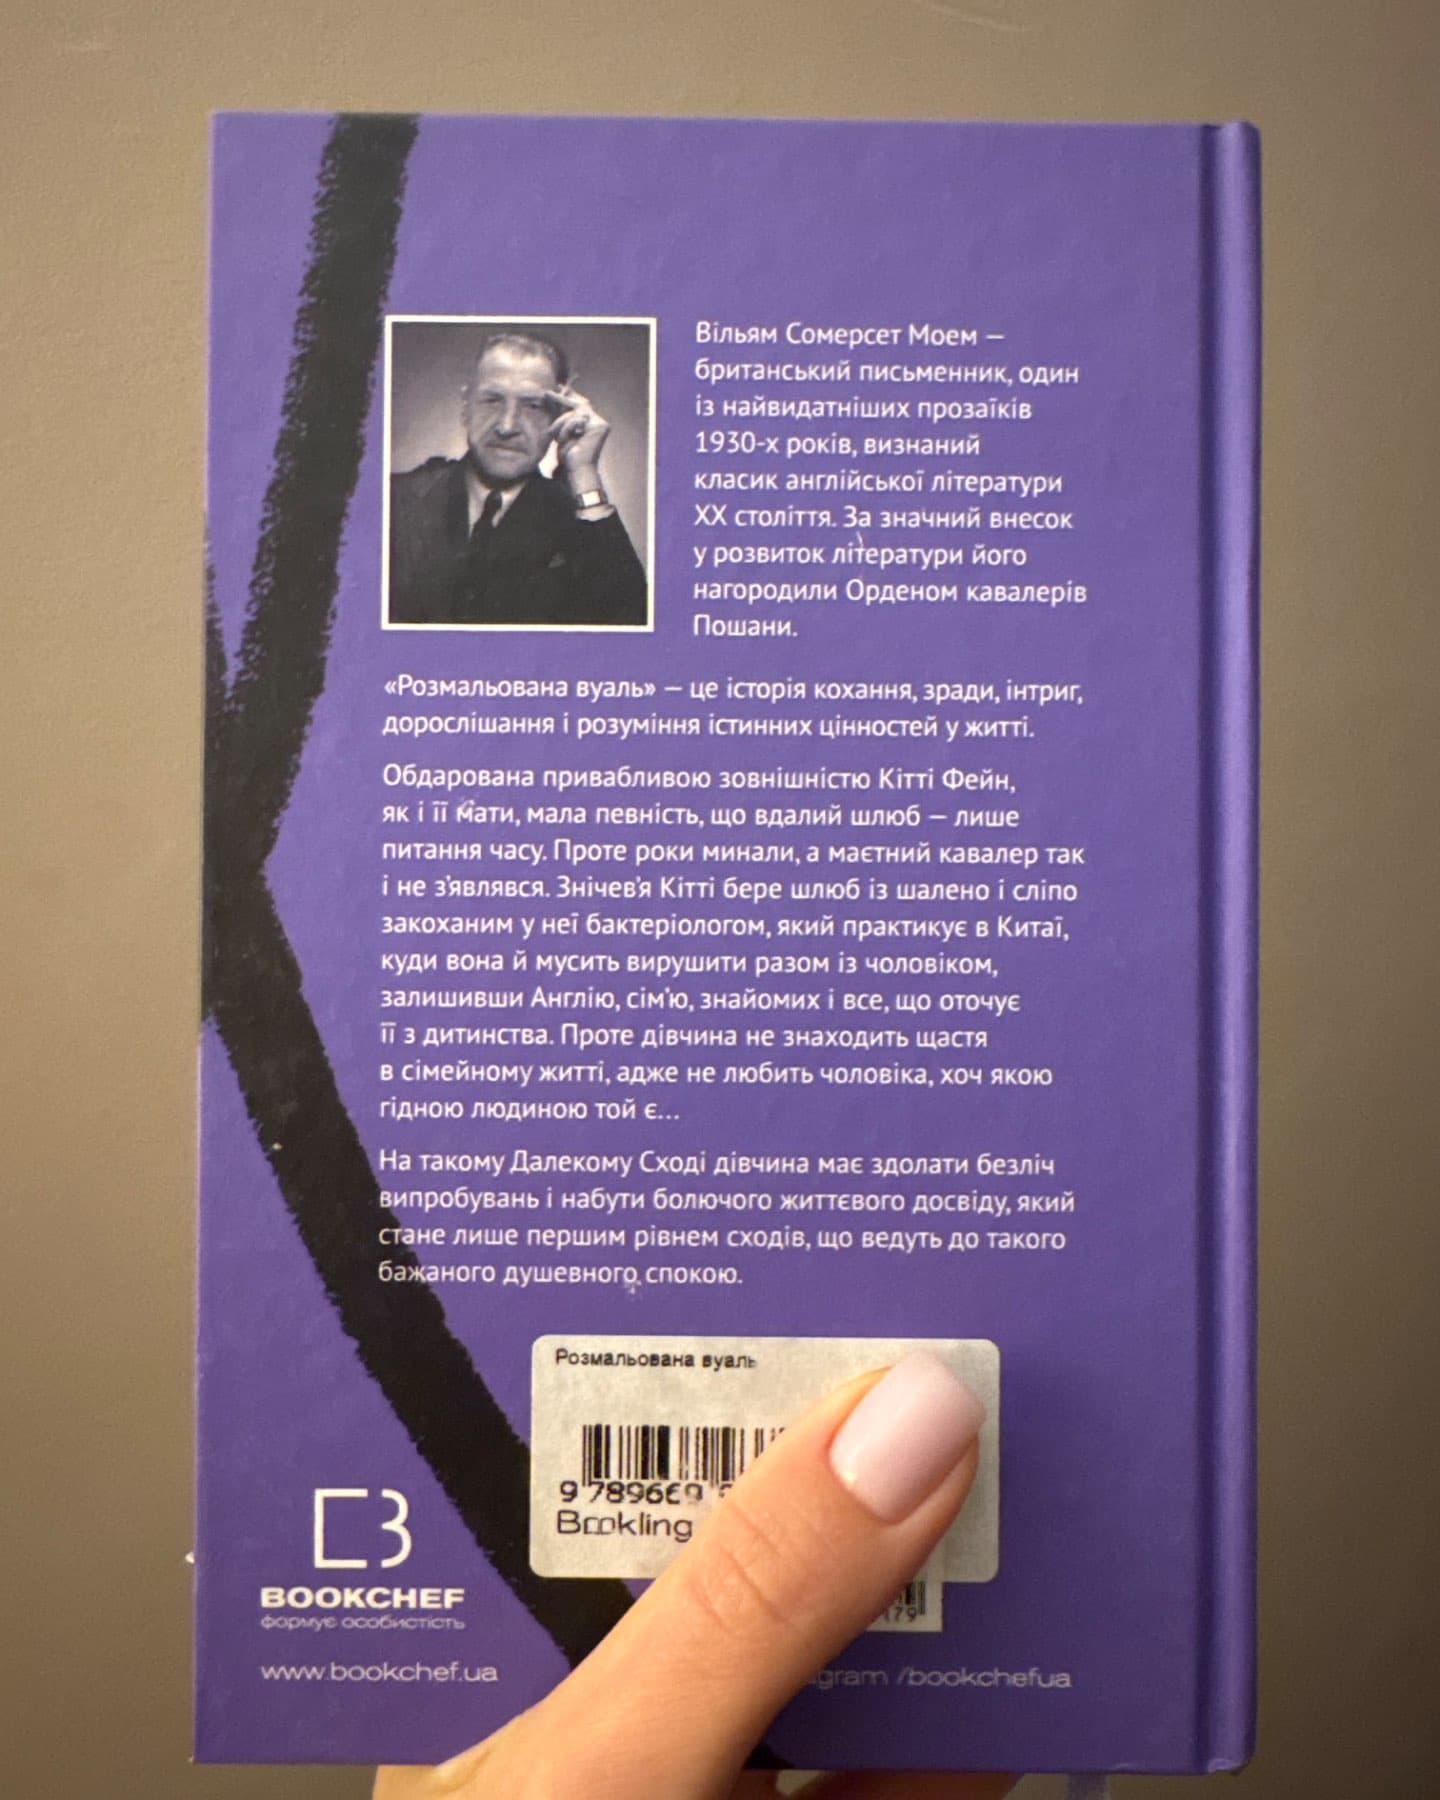 Вільям Сомерсет Моем —
британський письменник, один
із найвидатніших прозаїків
1930-х років, визнаний
класик англійської літератури
XX століття. За значний внесок
у розвиток літератури його
нагородили Орденом кавалерів
Пошани.
«Розмальована вуаль» — це історія кохання, зради, інтриг,
дорослішання і розуміння істинних цінностей у житті.
Обдарована привабливою зовнішністю Кітті Фейн,
як і її мати, мала певність, що вдалий шлюб — лише
питання часу. Проте роки минали, а маєтний кавалер так
і не з'являвся. Знічев'я Кітті бере шлюб із шалено і сліпо
закоханим у неї бактеріологом, який практикує в Китаї,
куди вона й мусить вирушити разом із чоловіком,
залишивши Англію, сім'ю, знайомих і все, що оточує
її з дитинства. Проте дівчина не знаходить щастя
в сімейному житті, адже не любить чоловіка, хоч якою
гідною людиною той є...
На такому Далекому Сході дівчина має здолати безліч
випробувань і набути болючого життєвого досвіду, який
стане лише першим рівнем сходів, що ведуть до такого
бажаного душевного спокою.
Розмальована вуаль
9 789669
Bookling
BOOKCHEF
формує особистість
www.bookchef.ua
/bookchefua